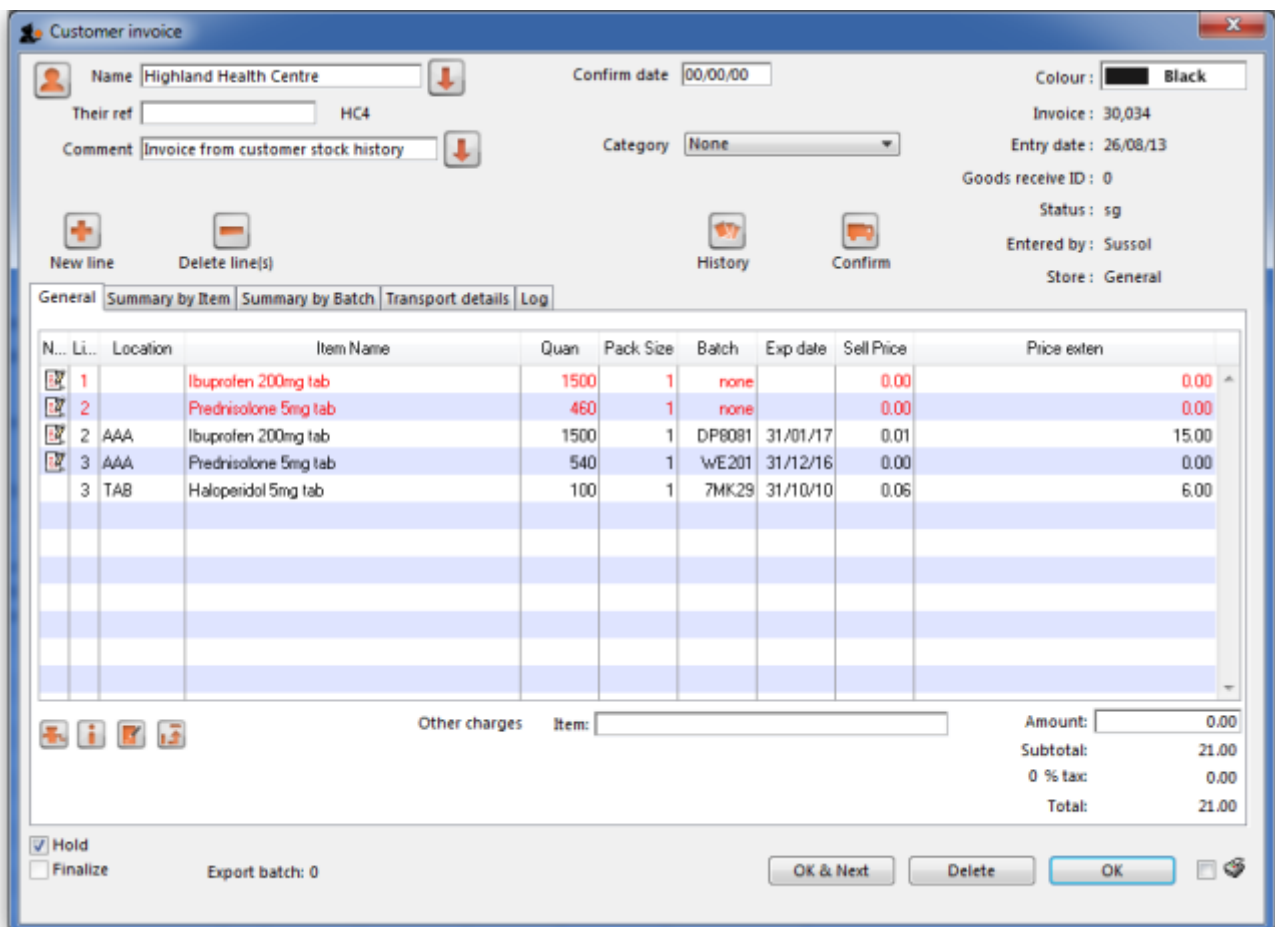 Customer invoice
Name Highland Health Centre Confirm date 00/00/00 Colour : Black
Their ref HC4 Invoice : 30,034
Comment Invoice from customer stock history Category None Entry date : 26/08/13
Goods receive ID : 0
Status : sg
Entered by : Sussol
New line Delete line(s) History Confirm
Store : General
General Summary by Item Summary by Batch Transport details Log
N... Li... Location Item Name Quan Pack Size Batch Exp date Sell Price Price exten
1 Ibuprofen 200mg tab 1500 1 none 0.00 0.00
2 Prednisolone 5mg tab 460 1 none 0.00 0.00
2 AAA Ibuprofen 200mg tab 1500 1 DP8081 31/01/17 0.01 15.00
3 AAA Prednisolone 5mg tab 540 1 WE201 31/12/16 0.00 0.00
3 TAB Haloperidol 5mg tab 100 1 7MK29 31/10/10 0.06 6.00
Other charges Item: Amount: 0.00
Subtotal: 21.00
0 % tax: 0.00
Total: 21.00
Hold
Finalize Export batch: 0 OK & Next Delete OK